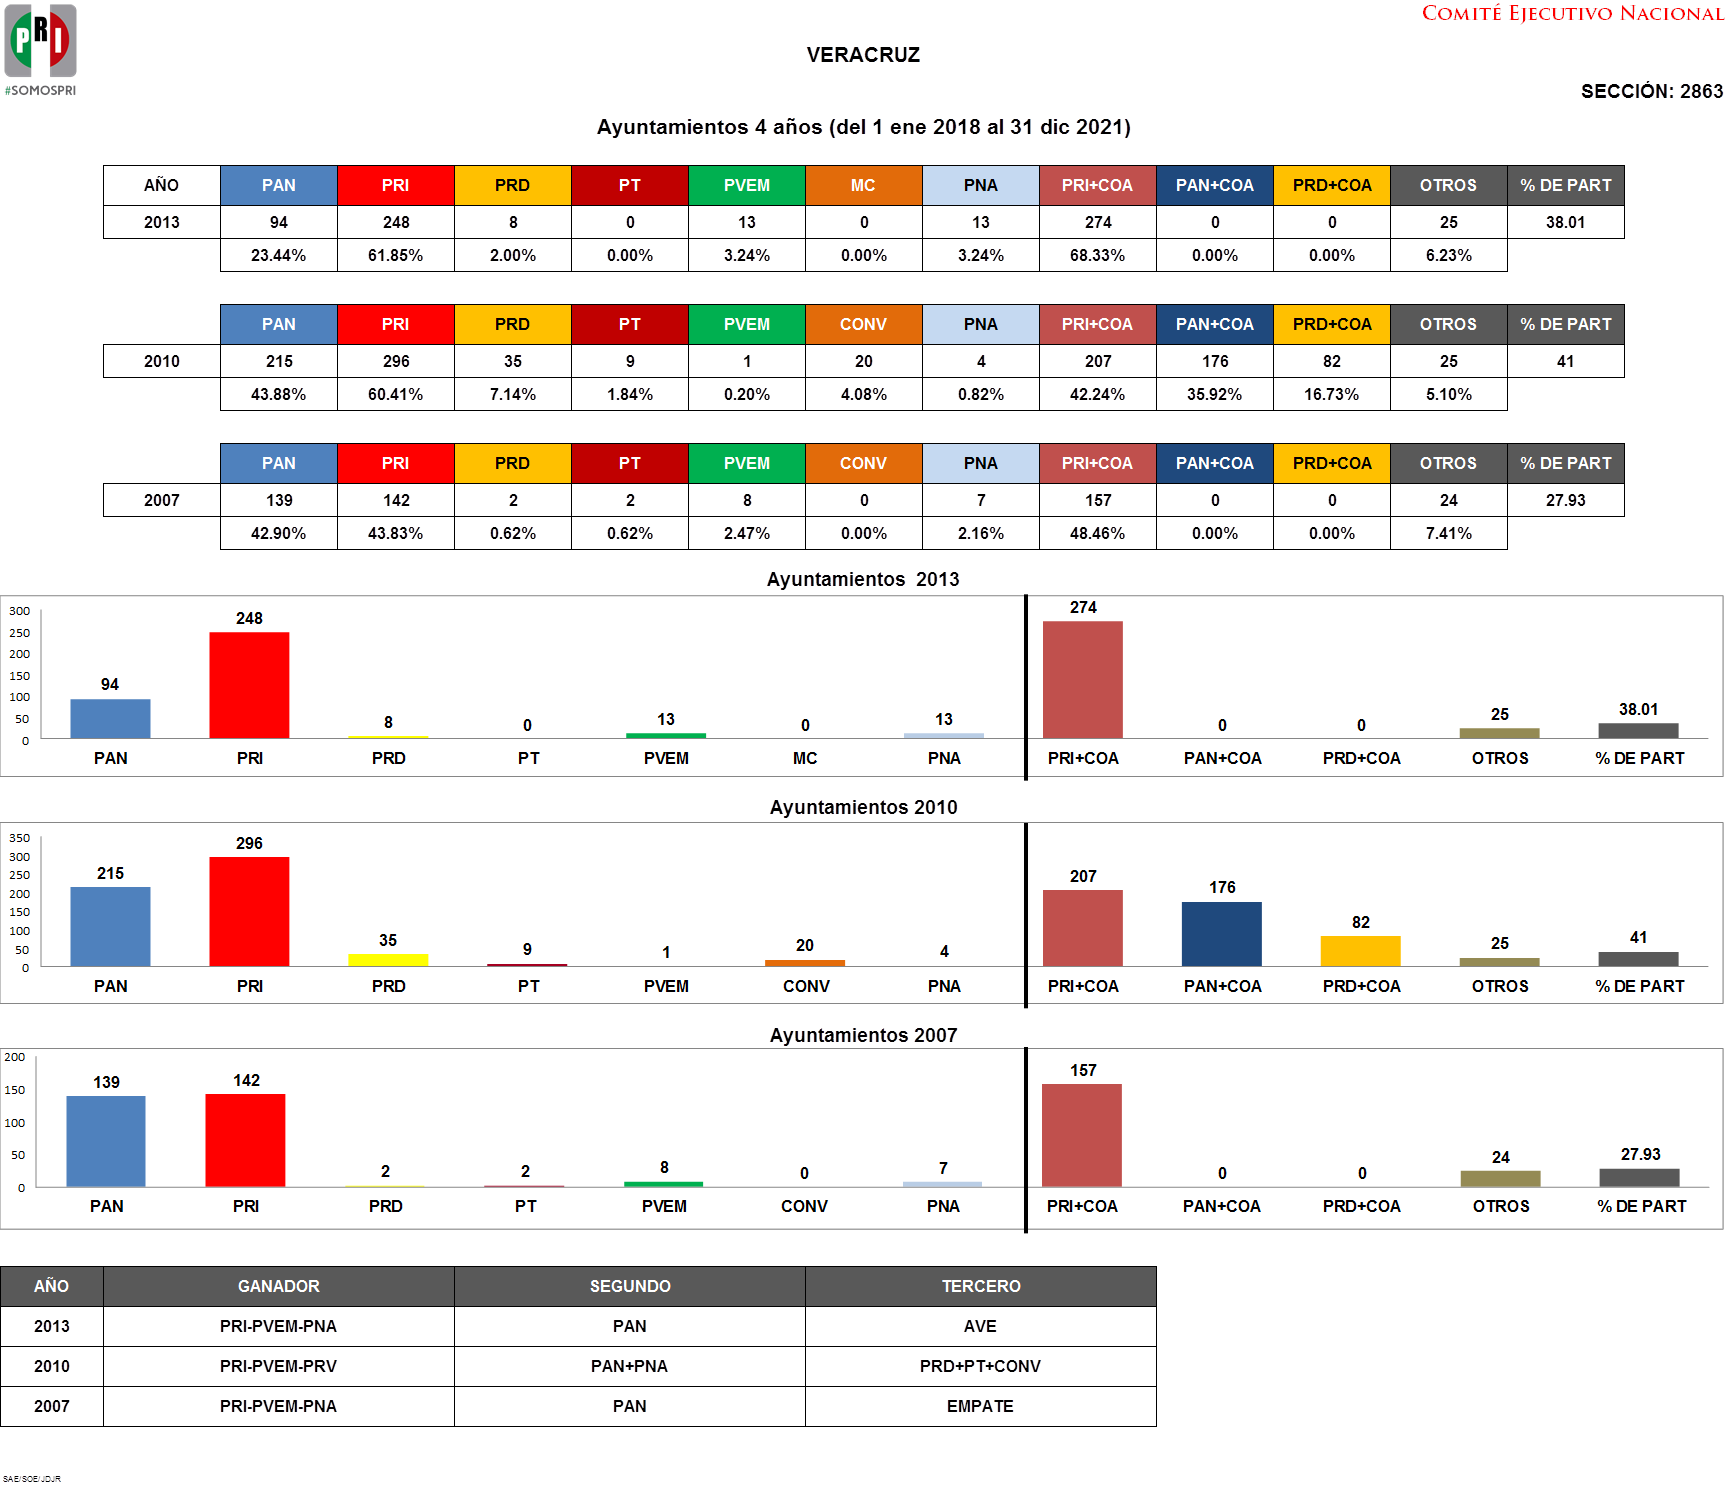 PRI
#SOMOSPRI
COMITÉ EJECUTIVO NACIONAL
VERACRUZ
SECCIÓN: 2863
Ayuntamientos 4 años (del 1 ene 2018 al 31 dic 2021)
AÑO PAN PRI PRD PT PVEM MC PNA PRI+COA PAN+COA PRD+COA OTROS % DE PART
2013 94 248 8 0 13 0 13 274 0 0 25 38.01
23.44% 61.85% 2.00% 0.00% 3.24% 0.00% 3.24% 68.33% 0.00% 0.00% 6.23%
PAN PRI PRD PT PVEM CONV PNA PRI+COA PAN+COA PRD+COA OTROS % DE PART
2010 215 296 35 9 1 20 4 207 176 82 25 41
43.88% 60.41% 7.14% 1.84% 0.20% 4.08% 0.82% 42.24% 35.92% 16.73% 5.10%
PAN PRI PRD PT PVEM CONV PNA PRI+COA PAN+COA PRD+COA OTROS % DE PART
2007 139 142 2 2 8 0 7 157 0 0 24 27.93
42.90% 43.83% 0.62% 0.62% 2.47% 0.00% 2.16% 48.46% 0.00% 0.00% 7.41%
Ayuntamientos 2013
300
250
200
150
100
50
0
94 248 8 0 13 0 13 274 0 0 25 38.01
PAN PRI PRD PT PVEM MC PNA PRI+COA PAN+COA PRD+COA OTROS % DE PART
Ayuntamientos 2010
350
300
250
200
150
100
50
0
215 296 35 9 1 20 4 207 176 82 25 41
PAN PRI PRD PT PVEM CONV PNA PRI+COA PAN+COA PRD+COA OTROS % DE PART
Ayuntamientos 2007
200
150
100
50
0
139 142 2 2 8 0 7 157 0 0 24 27.93
PAN PRI PRD PT PVEM CONV PNA PRI+COA PAN+COA PRD+COA OTROS % DE PART
AÑO GANADOR SEGUNDO TERCERO
2013 PRI-PVEM-PNA PAN AVE
2010 PRI-PVEM-PRV PAN+PNA PRD+PT+CONV
2007 PRI-PVEM-PNA PAN EMPATE
SAE/SOE/JDJR